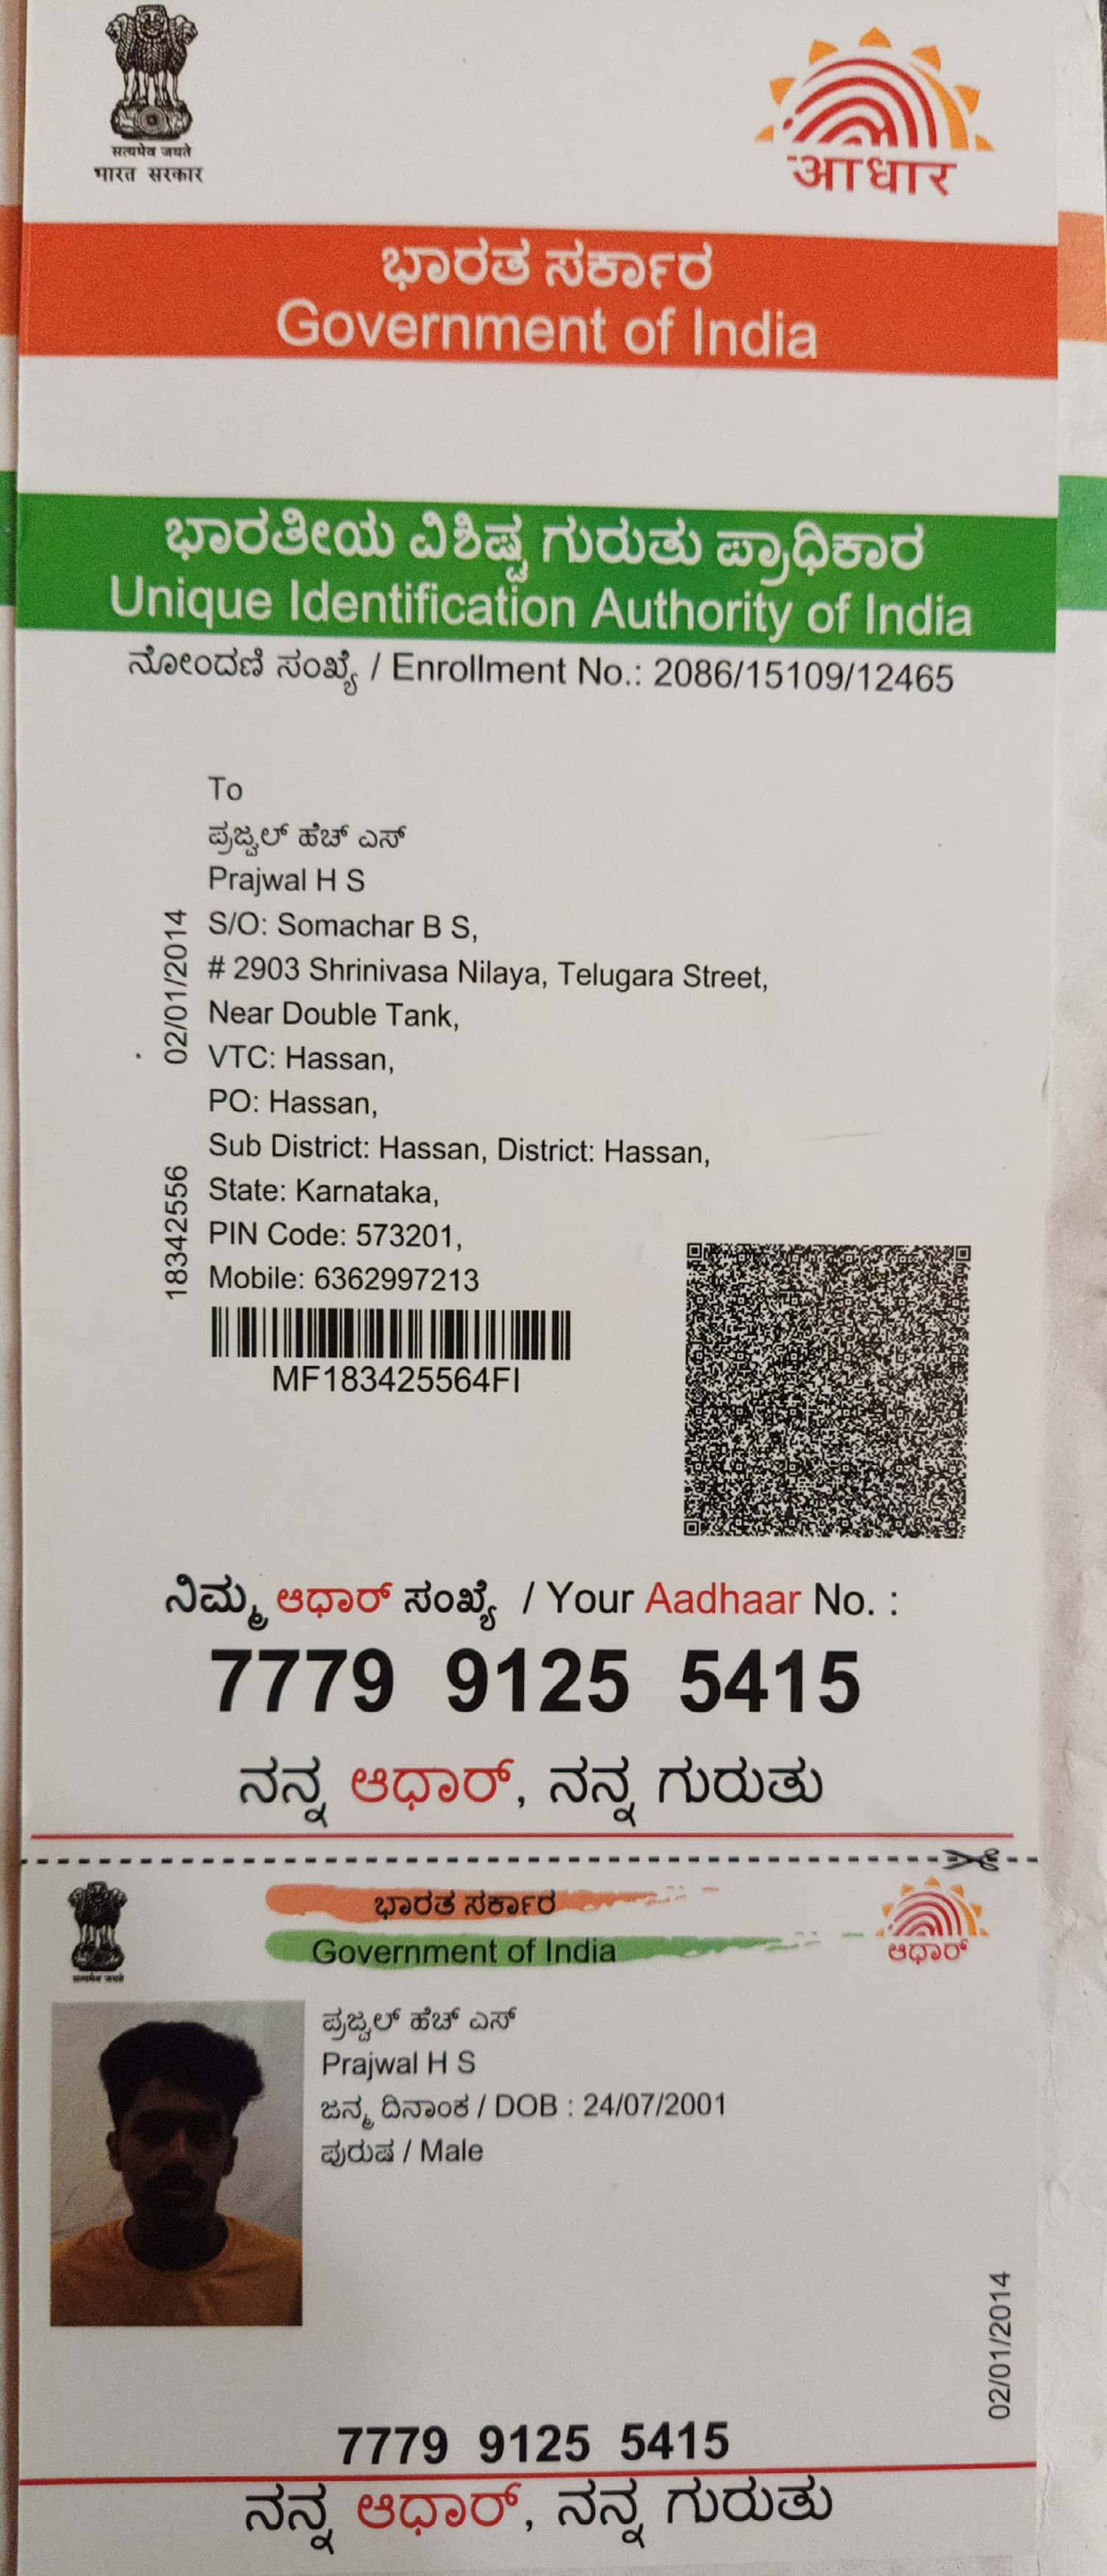 सत्यमेव जयते
भारत सरकार
आधार
ಭಾರತ ಸರ್ಕಾರ
Government of India
ಭಾರತೀಯ ವಿಶಿಷ್ಟ ಗುರುತು ಪ್ರಾಧಿಕಾರ
Unique Identification Authority of India
ನೋಂದಣಿ ಸಂಖ್ಯೆ / Enrollment No.: 2086/15109/12465
To
ಪ್ರಜ್ವಲ್ ಹೆಚ್ ಎಸ್
Prajwal H S
S/O: Somachar B S,
# 2903 Shrinivasa Nilaya, Telugara Street,
Near Double Tank,
VTC: Hassan,
PO: Hassan,
Sub District: Hassan, District: Hassan,
State: Karnataka,
PIN Code: 573201,
Mobile: 6362997213
02/01/2014
18342556
MF183425564FI
ನಿಮ್ಮ ಆಧಾರ್ ಸಂಖ್ಯೆ / Your Aadhaar No. :
7779 9125 5415
ನನ್ನ ಆಧಾರ್, ನನ್ನ ಗುರುತು
सत्यमेव जयते
ಭಾರತ ಸರ್ಕಾರ
Government of India
ಆಧಾರ್
ಪ್ರಜ್ವಲ್ ಹೆಚ್ ಎಸ್
Prajwal H S
ಜನ್ಮ ದಿನಾಂಕ / DOB : 24/07/2001
ಪುರುಷ / Male
02/01/2014
7779 9125 5415
ನನ್ನ ಆಧಾರ್, ನನ್ನ ಗುರುತು